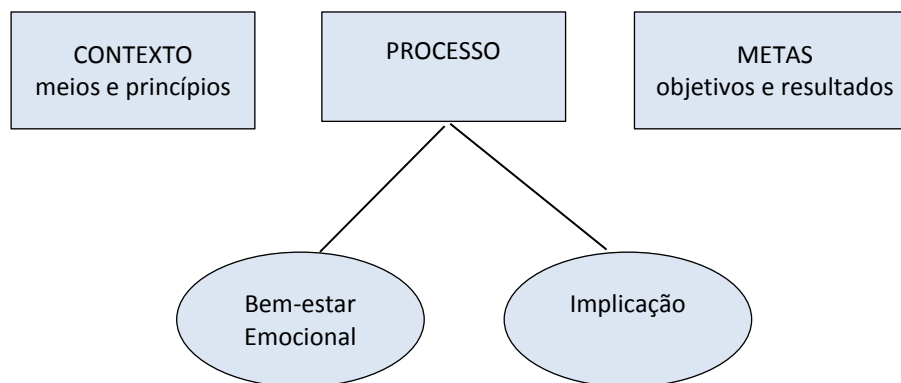 CONTEXTO
meios e princípios
PROCESSO
METAS
objetivos e resultados
Bem-estar
Emocional
Implicação